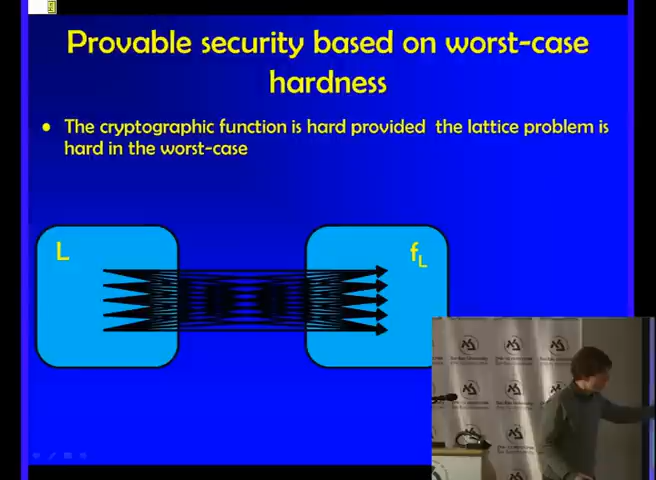 Provable security based on worst-case
hardness
• The cryptographic function is hard provided the lattice problem is
hard in the worst-case
L
f_L